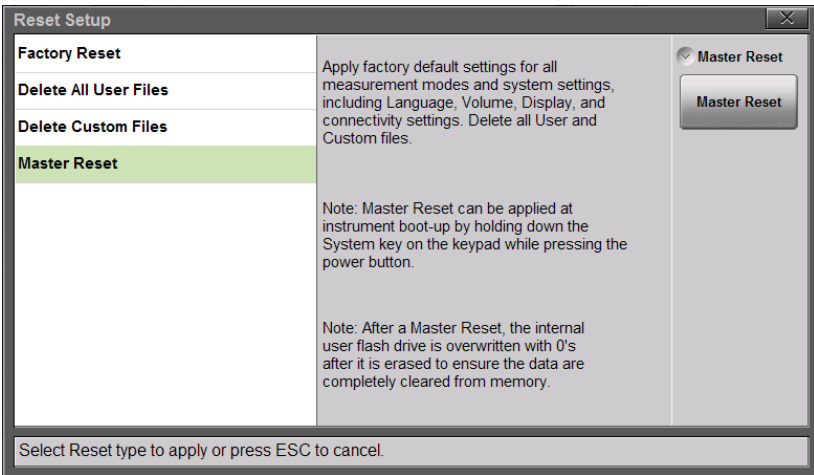 Reset Setup
Factory Reset
Delete All User Files
Delete Custom Files
Master Reset
Apply factory default settings for all
measurement modes and system settings,
including Language, Volume, Display, and
connectivity settings. Delete all User and
Custom files.
Note: Master Reset can be applied at
instrument boot-up by holding down the
System key on the keypad while pressing the
power button.
Note: After a Master Reset, the internal
user flash drive is overwritten with 0's
after it is erased to ensure the data are
completely cleared from memory.
Master Reset
Master Reset
Select Reset type to apply or press ESC to cancel.